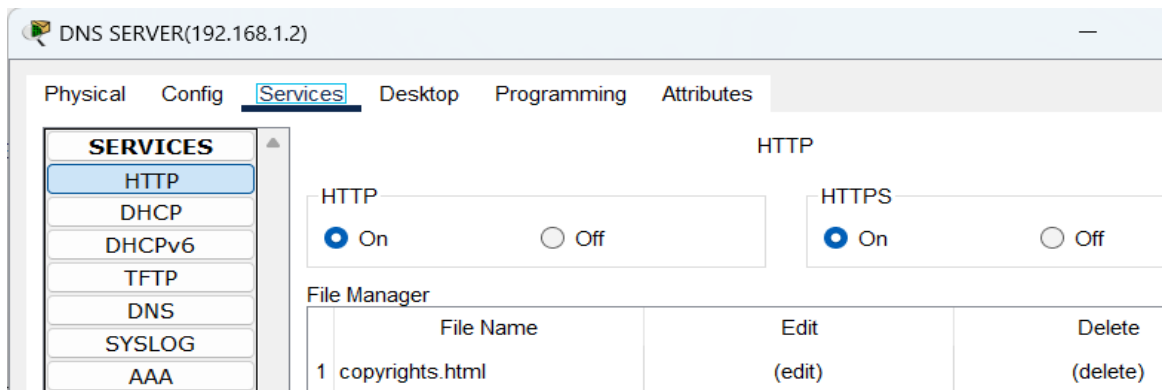 DNS SERVER(192.168.1.2)
Physical Config Services Desktop Programming Attributes
SERVICES
HTTP
DHCP
DHCPv6
TFTP
DNS
SYSLOG
AAA
HTTP
HTTP
On Off
HTTPS
On Off
File Manager
File Name Edit Delete
1 copyrights.html (edit) (delete)